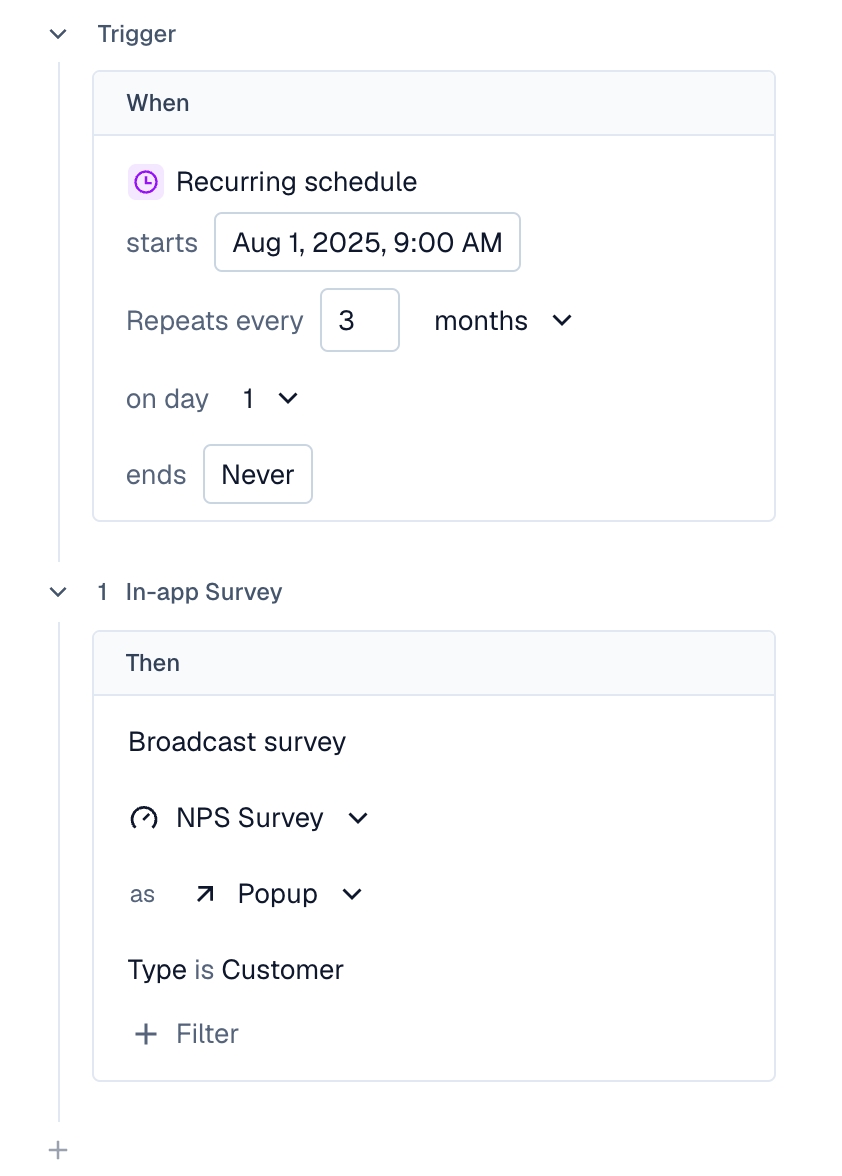 Trigger
When
Recurring schedule
starts Aug 1, 2025, 9:00 AM
Repeats every 3 months
on day 1
ends Never
1 In-app Survey
Then
Broadcast survey
NPS Survey
as Popup
Type is Customer
Filter